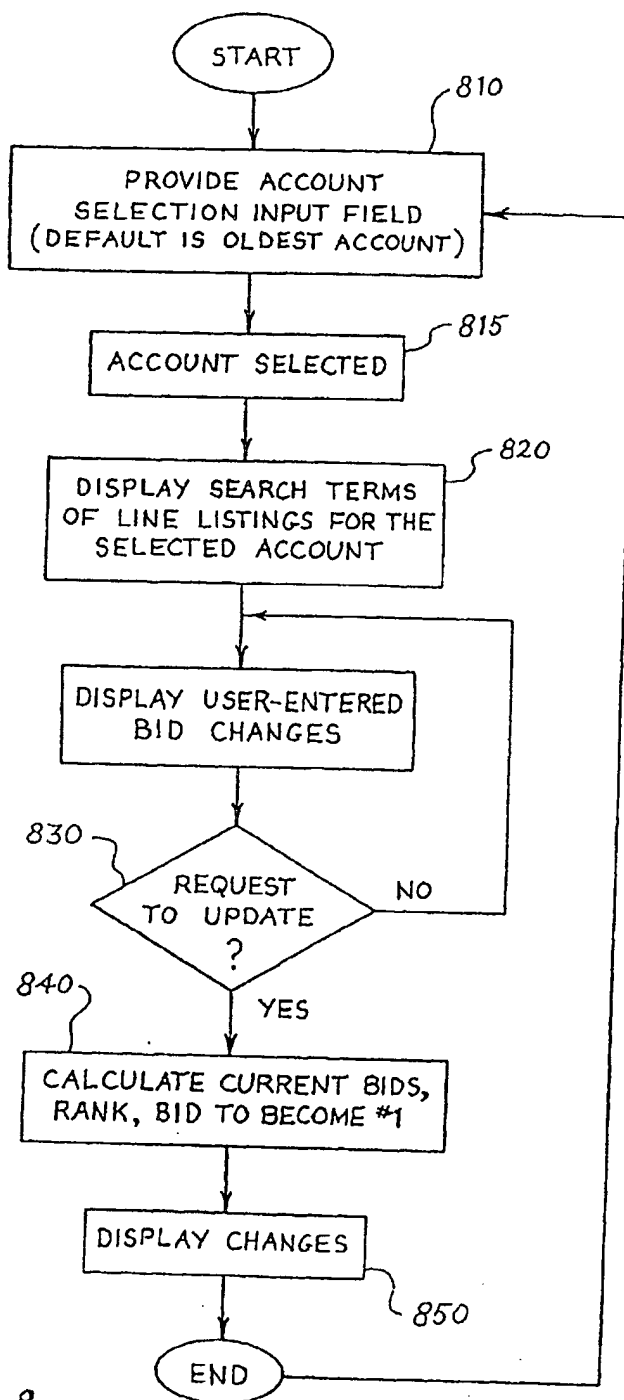 START
810
PROVIDE ACCOUNT
SELECTION INPUT FIELD
(DEFAULT IS OLDEST ACCOUNT)
815
ACCOUNT SELECTED
820
DISPLAY SEARCH TERMS
OF LINE LISTINGS FOR THE
SELECTED ACCOUNT
DISPLAY USER-ENTERED
BID CHANGES
830
REQUEST
TO UPDATE
?
NO
YES
840
CALCULATE CURRENT BIDS,
RANK, BID TO BECOME #1
DISPLAY CHANGES
850
END